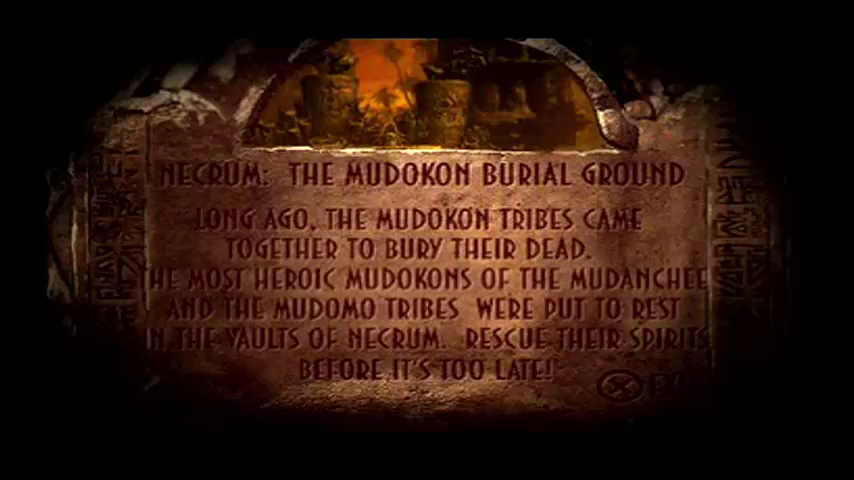 NECRUM: THE MUDOKON BURIAL GROUND
LONG AGO, THE MUDOKON TRIBES CAME
TOGETHER TO BURY THEIR DEAD.
THE MOST HEROIC MUDOKONS OF THE MUDANCHEE
AND THE MUDOMO TRIBES WERE PUT TO REST
IN THE VAULTS OF NECRUM. RESCUE THEIR SPIRITS
BEFORE IT'S TOO LATE!